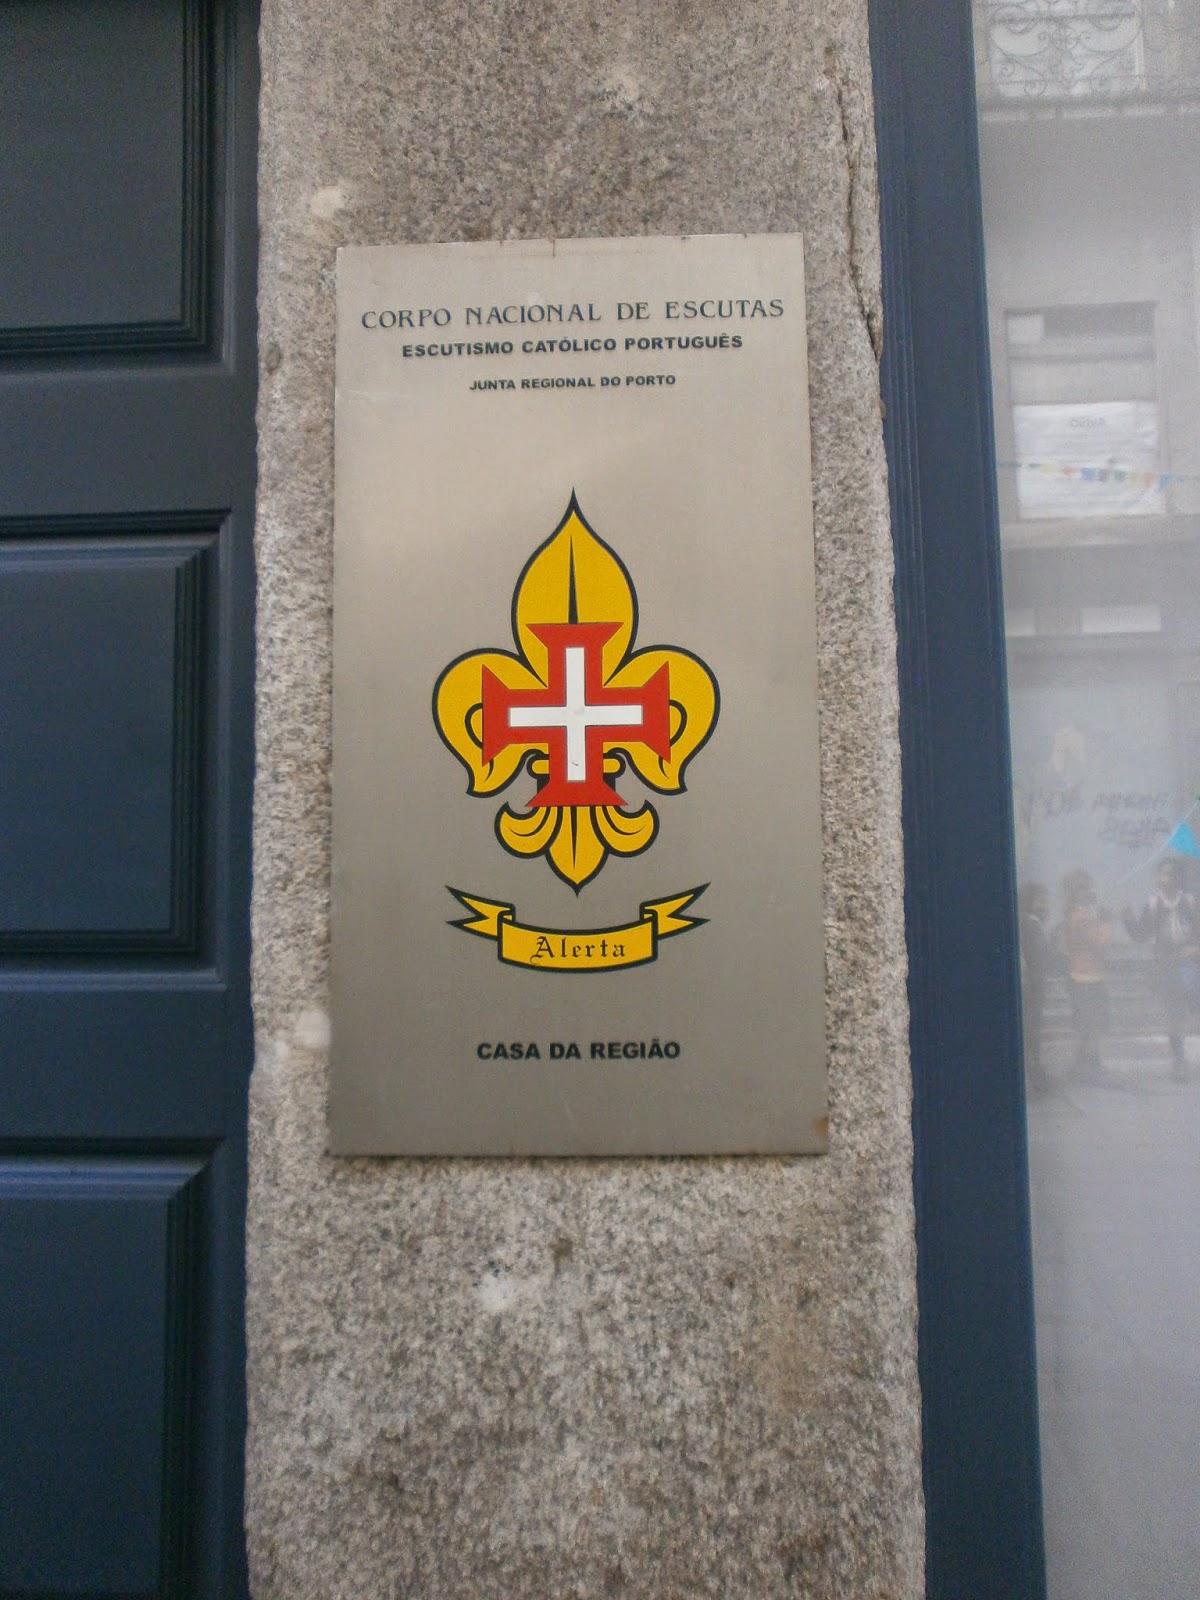 CORPO NACIONAL DE ESCUTAS
ESCUTISMO CATÓLICO PORTUGUÊS
JUNTA REGIONAL DO PORTO
Alerta
CASA DA REGIÃO